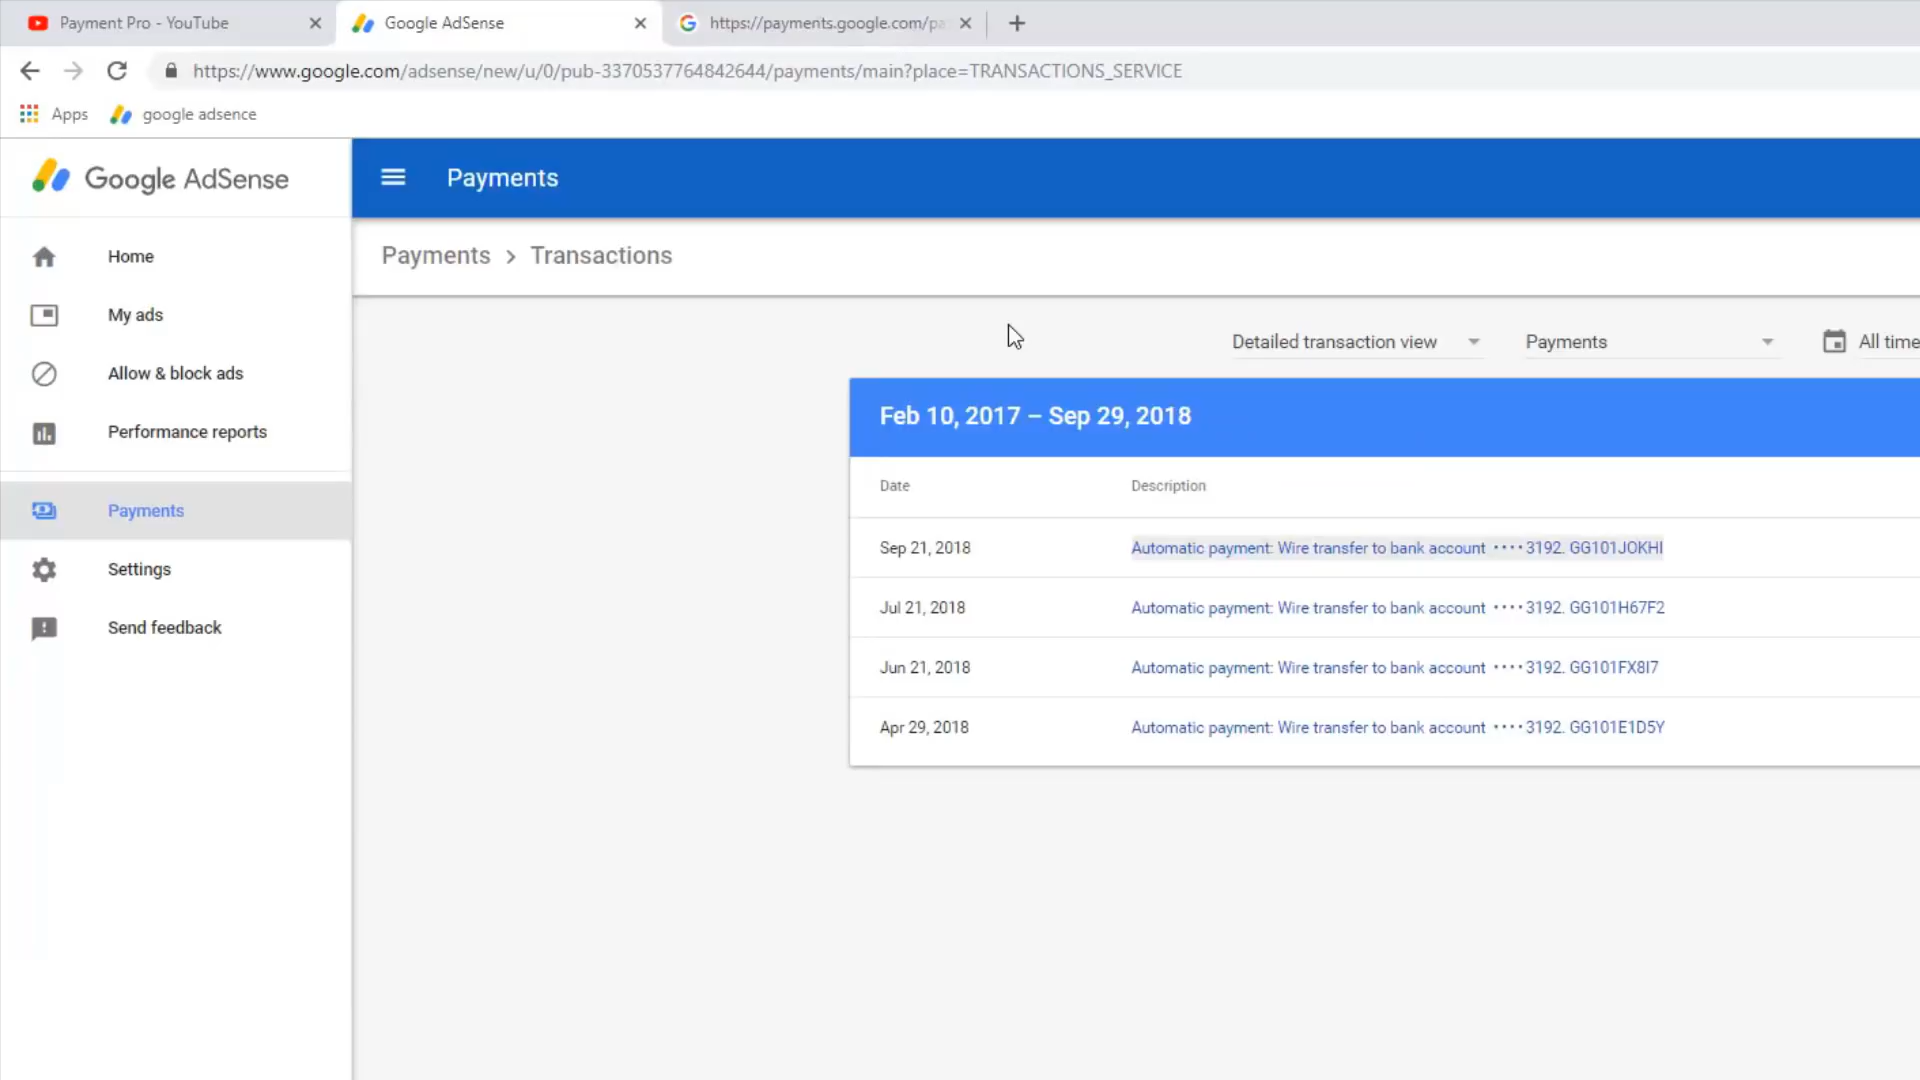 Payment Pro - YouTube
Google AdSense
https://payments.google.com/pa
https://www.google.com/adsense/new/u/0/pub-3370537764842644/payments/main?place=TRANSACTIONS_SERVICE
Apps
google adsence
Google AdSense
Payments
Home
My ads
Allow & block ads
Performance reports
Payments
Settings
Send feedback
Payments > Transactions
Detailed transaction view
Payments
All time
Feb 10, 2017 – Sep 29, 2018
Date Description
Sep 21, 2018 Automatic payment: Wire transfer to bank account ••••3192. GG101JOKHI
Jul 21, 2018 Automatic payment: Wire transfer to bank account ••••3192. GG101H67F2
Jun 21, 2018 Automatic payment: Wire transfer to bank account ••••3192. GG101FX8I7
Apr 29, 2018 Automatic payment: Wire transfer to bank account ••••3192. GG101E1D5Y